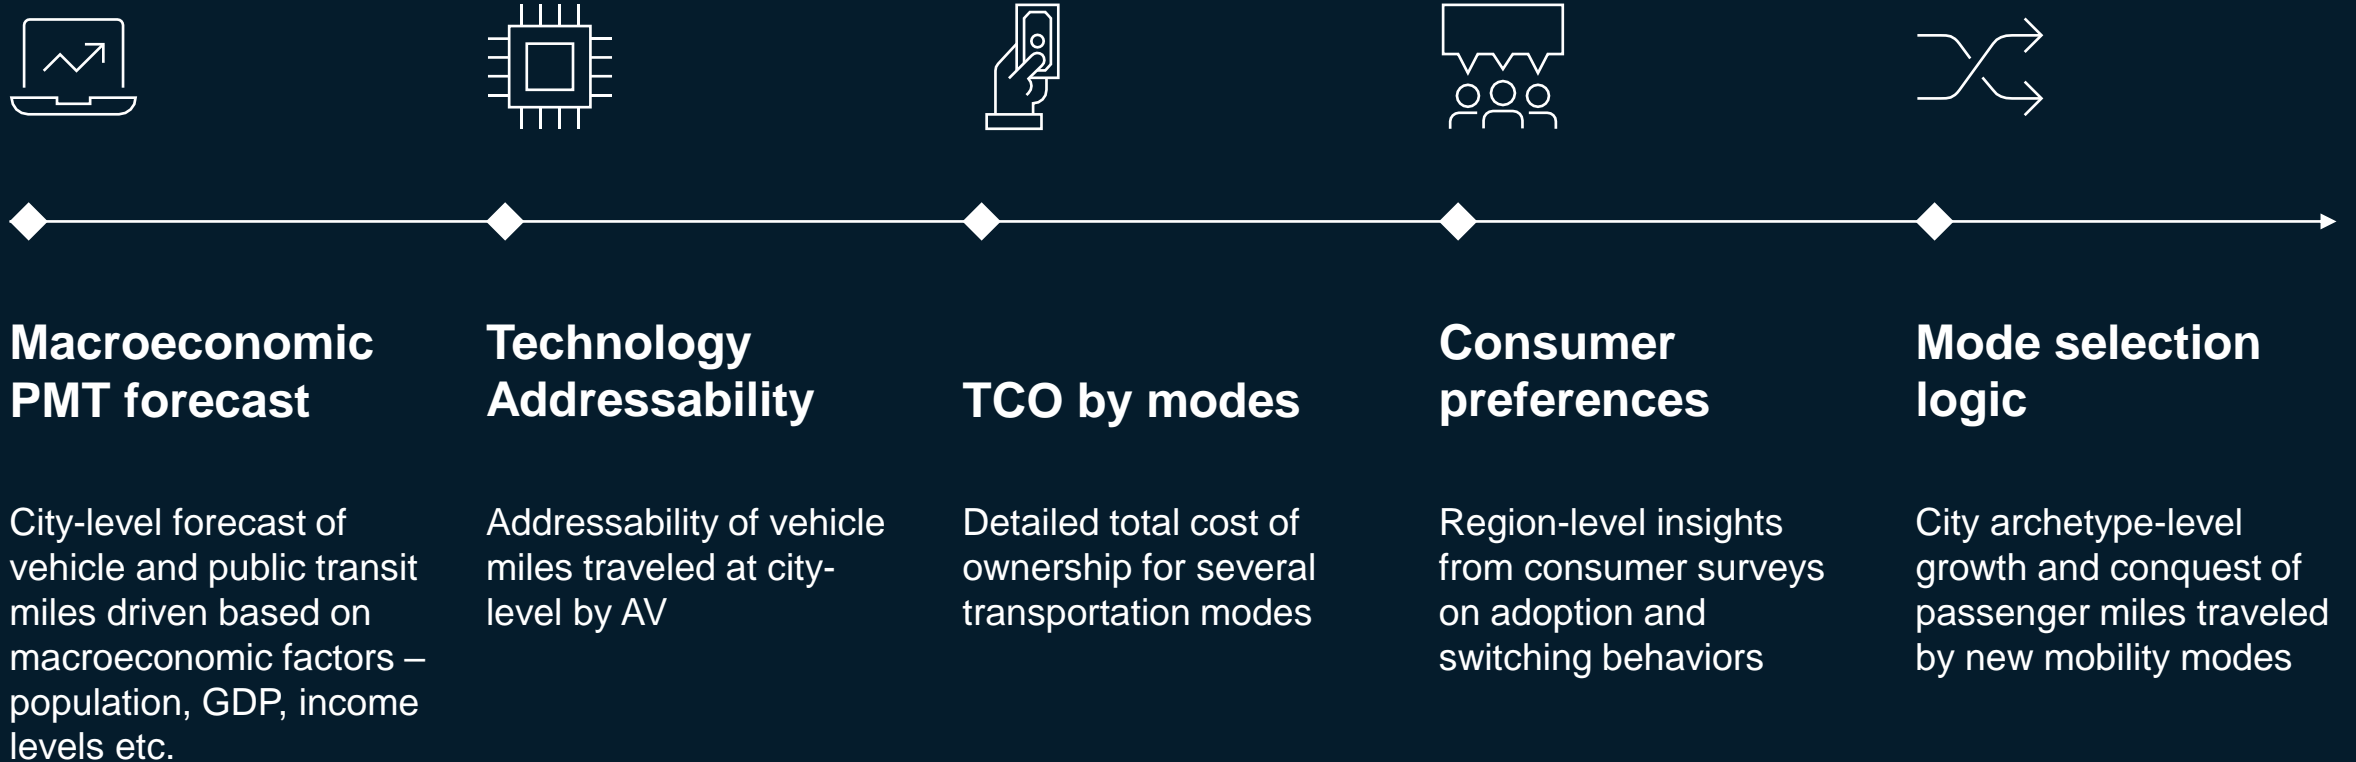 Macroeconomic
PMT forecast
City-level forecast of
vehicle and public transit
miles driven based on
macroeconomic factors –
population, GDP, income
levels etc.
Technology
Addressability
Addressability of vehicle
miles traveled at city-
level by AV
TCO by modes
Detailed total cost of
ownership for several
transportation modes
Consumer
preferences
Region-level insights
from consumer surveys
on adoption and
switching behaviors
Mode selection
logic
City archetype-level
growth and conquest of
passenger miles traveled
by new mobility modes